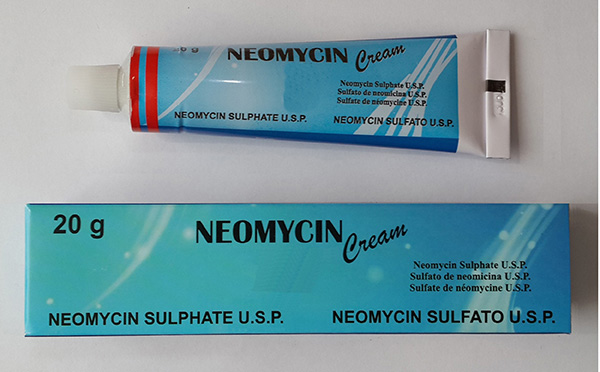 NEOMYCIN Cream
Neomycin Sulphate U.S.P.
Sulfato de neomicina U.S.P.
Sulfate de néomycine U.S.P.
NEOMYCIN SULPHATE U.S.P.
NEOMYCIN SULFATO U.S.P.
20 g
NEOMYCIN Cream
Neomycin Sulphate U.S.P.
Sulfato de neomicina U.S.P.
Sulfate de néomycine U.S.P.
NEOMYCIN SULPHATE U.S.P.
NEOMYCIN SULFATO U.S.P.